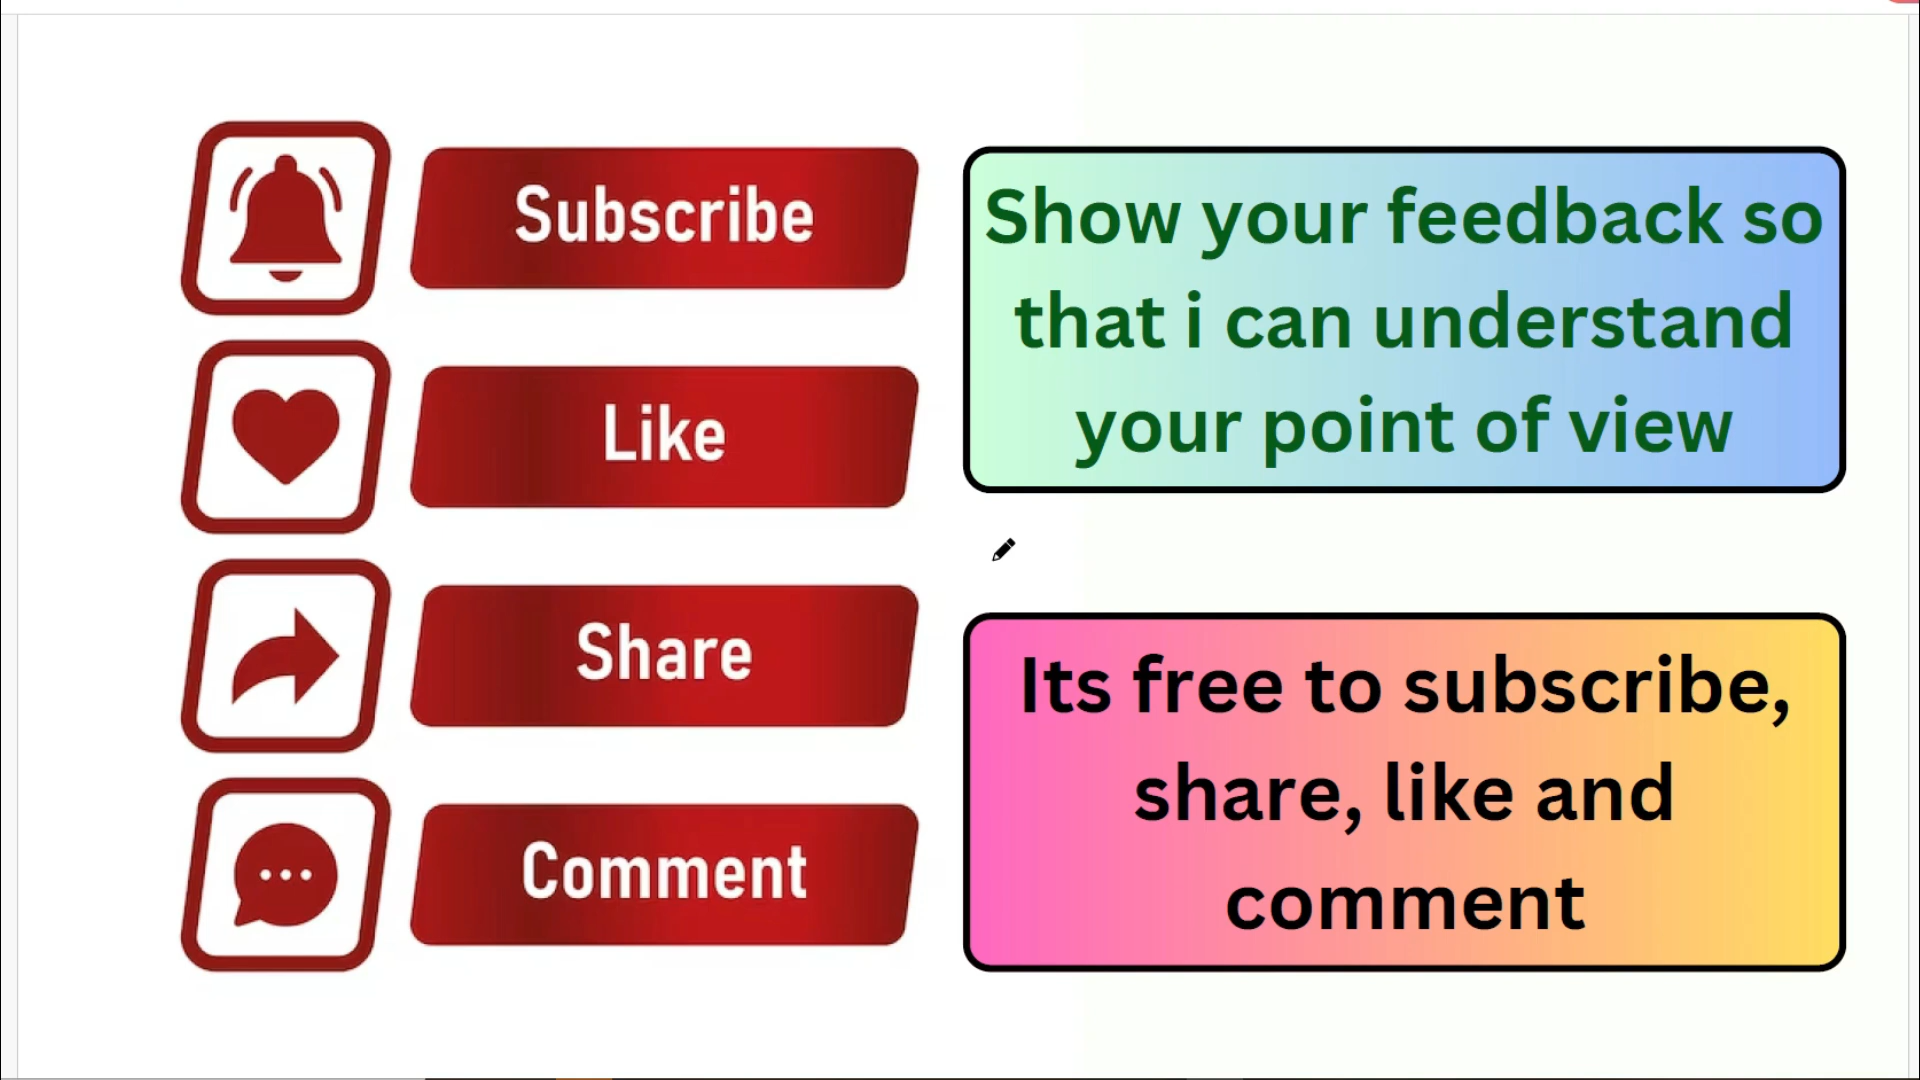 Subscribe
Like
Share
Comment
Show your feedback so
that i can understand
your point of view
Its free to subscribe,
share, like and
comment